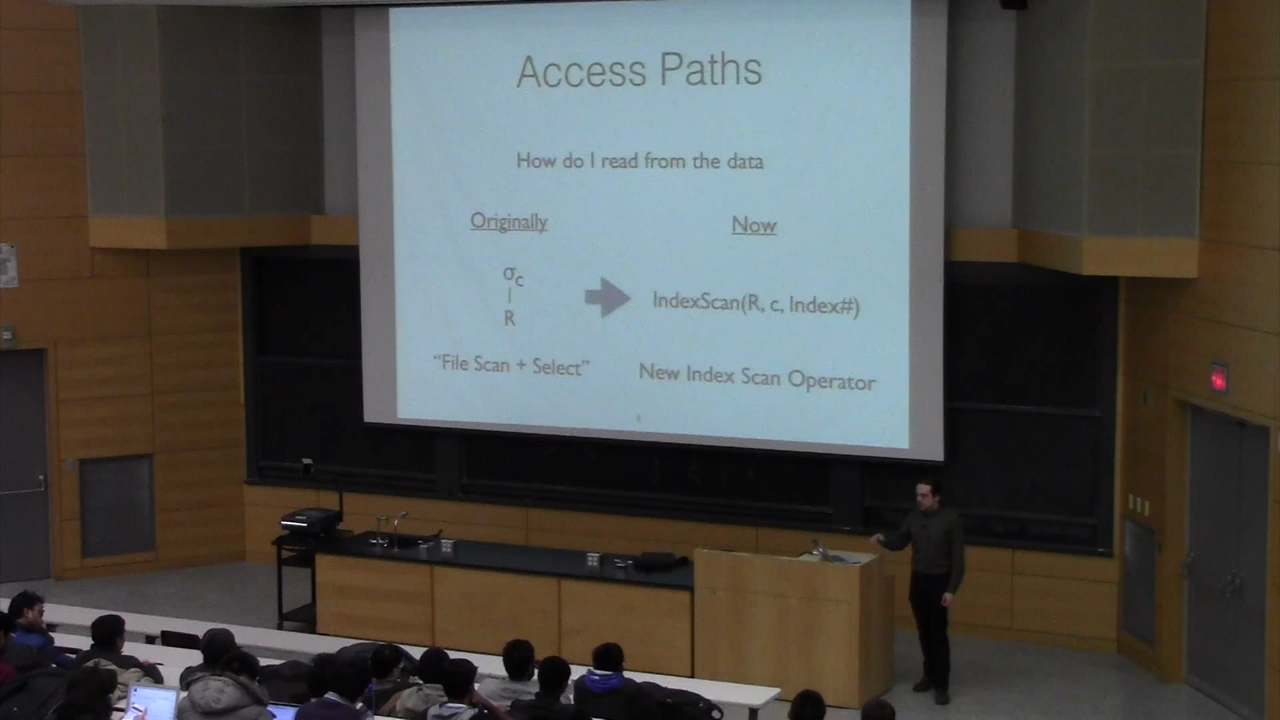 Access Paths
How do I read from the data
Originally
Now
σc
R
IndexScan(R, c, Index#)
"File Scan + Select"
New Index Scan Operator